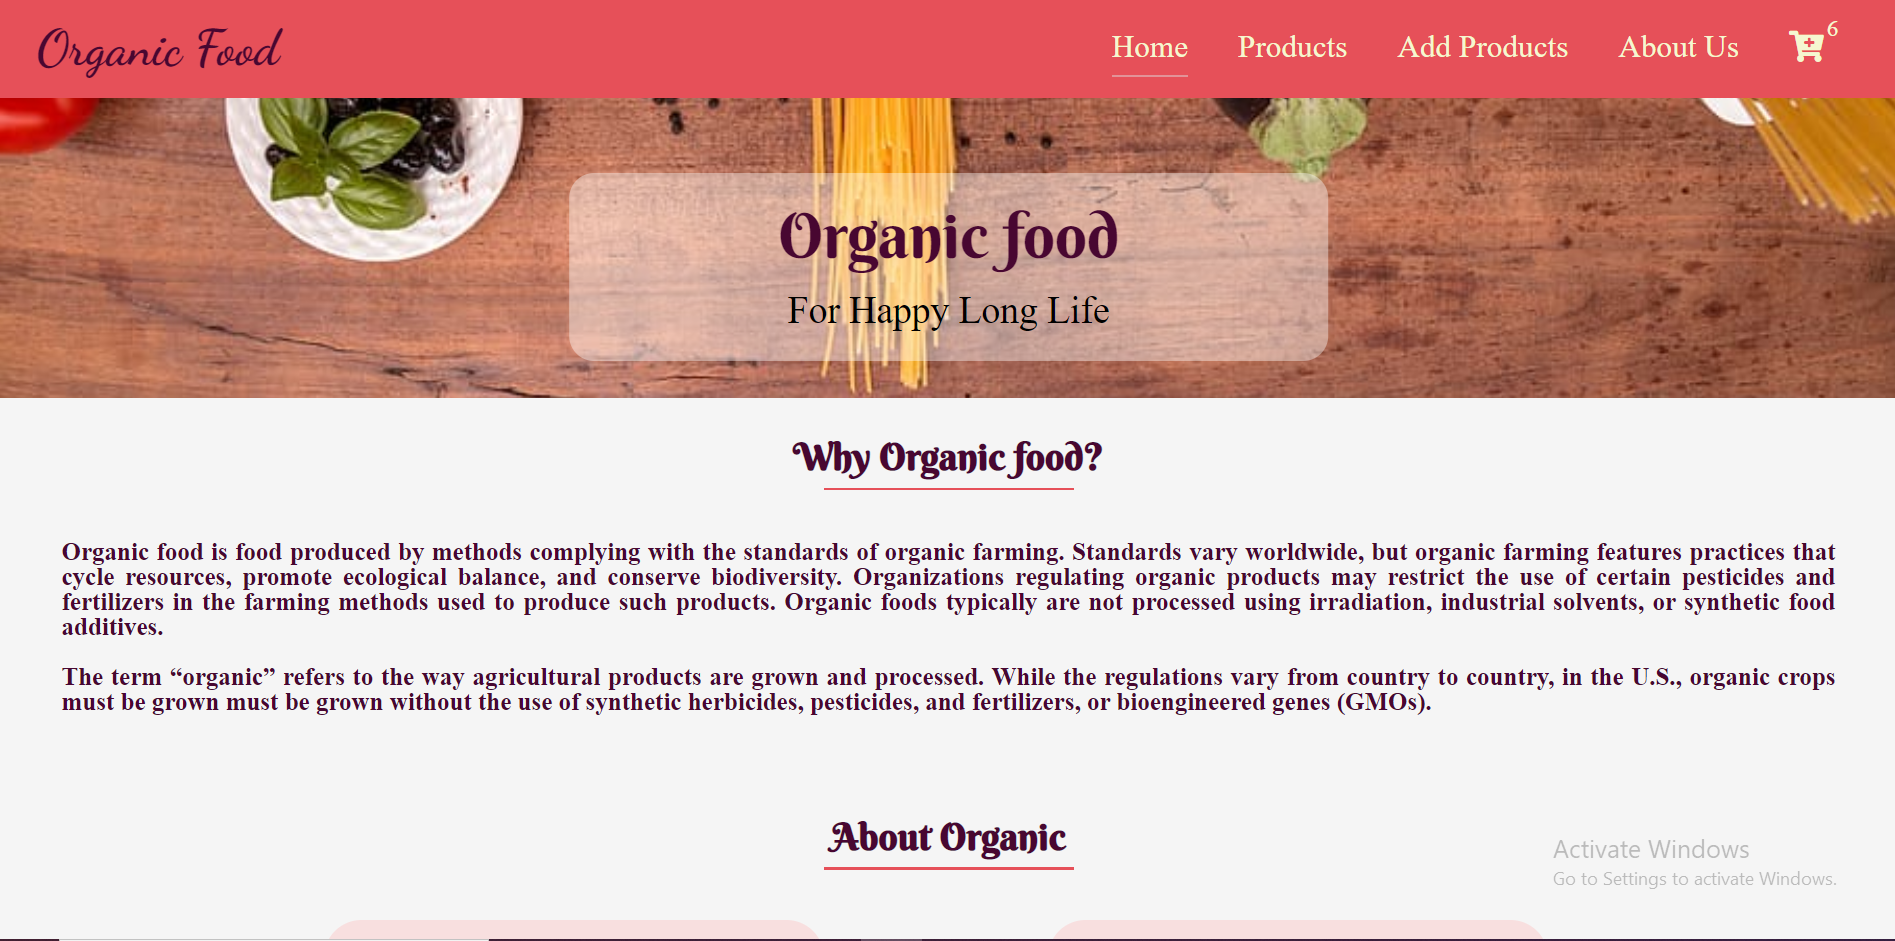 Organic Food
Home Products Add Products About Us 6
Organic food
For Happy Long Life
Why Organic food?
Organic food is food produced by methods complying with the standards of organic farming. Standards vary worldwide, but organic farming features practices that
cycle resources, promote ecological balance, and conserve biodiversity. Organizations regulating organic products may restrict the use of certain pesticides and
fertilizers in the farming methods used to produce such products. Organic foods typically are not processed using irradiation, industrial solvents, or synthetic food
additives.
The term “organic” refers to the way agricultural products are grown and processed. While the regulations vary from country to country, in the U.S., organic crops
must be grown must be grown without the use of synthetic herbicides, pesticides, and fertilizers, or bioengineered genes (GMOs).
About Organic
Activate Windows
Go to Settings to activate Windows.